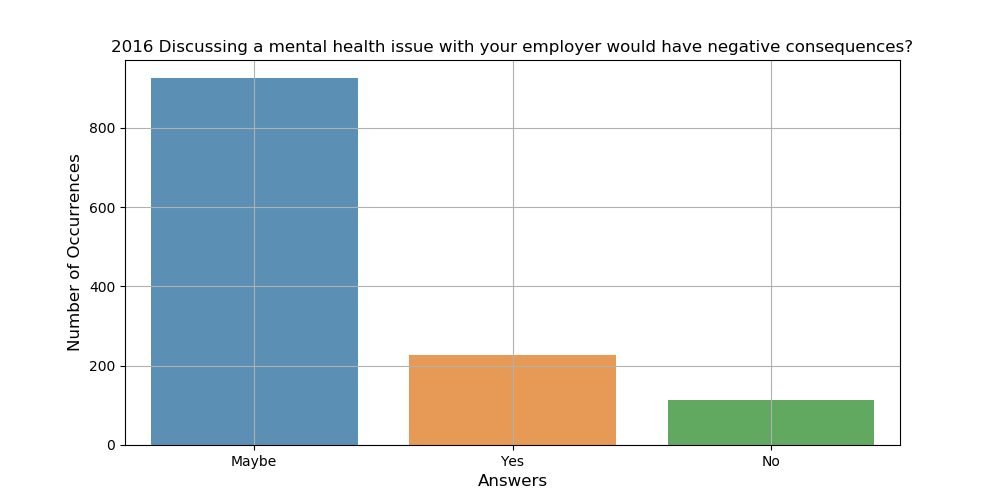 2016 Discussing a mental health issue with your employer would have negative consequences?
Number of Occurrences
800
600
400
200
0
Maybe Yes No
Answers